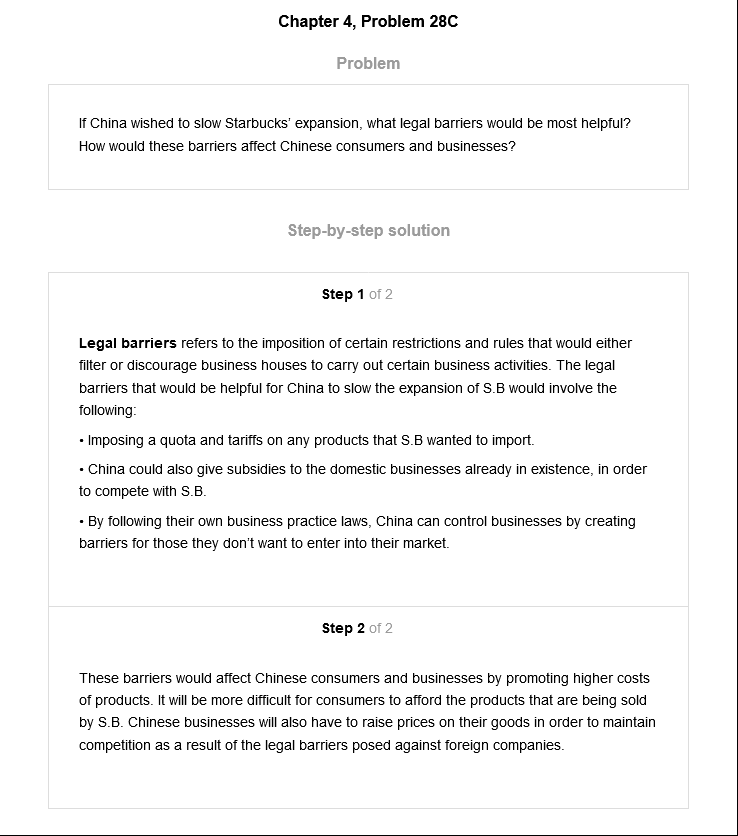 Chapter 4, Problem 28C
Problem
If China wished to slow Starbucks' expansion, what legal barriers would be most helpful?
How would these barriers affect Chinese consumers and businesses?
Step-by-step solution
Step 1 of 2
Legal barriers refers to the imposition of certain restrictions and rules that would either
filter or discourage business houses to carry out certain business activities. The legal
barriers that would be helpful for China to slow the expansion of S.B would involve the
following:
• Imposing a quota and tariffs on any products that S.B wanted to import.
• China could also give subsidies to the domestic businesses already in existence, in order
to compete with S.B.
• By following their own business practice laws, China can control businesses by creating
barriers for those they don't want to enter into their market.
Step 2 of 2
These barriers would affect Chinese consumers and businesses by promoting higher costs
of products. It will be more difficult for consumers to afford the products that are being sold
by S.B. Chinese businesses will also have to raise prices on their goods in order to maintain
competition as a result of the legal barriers posed against foreign companies.